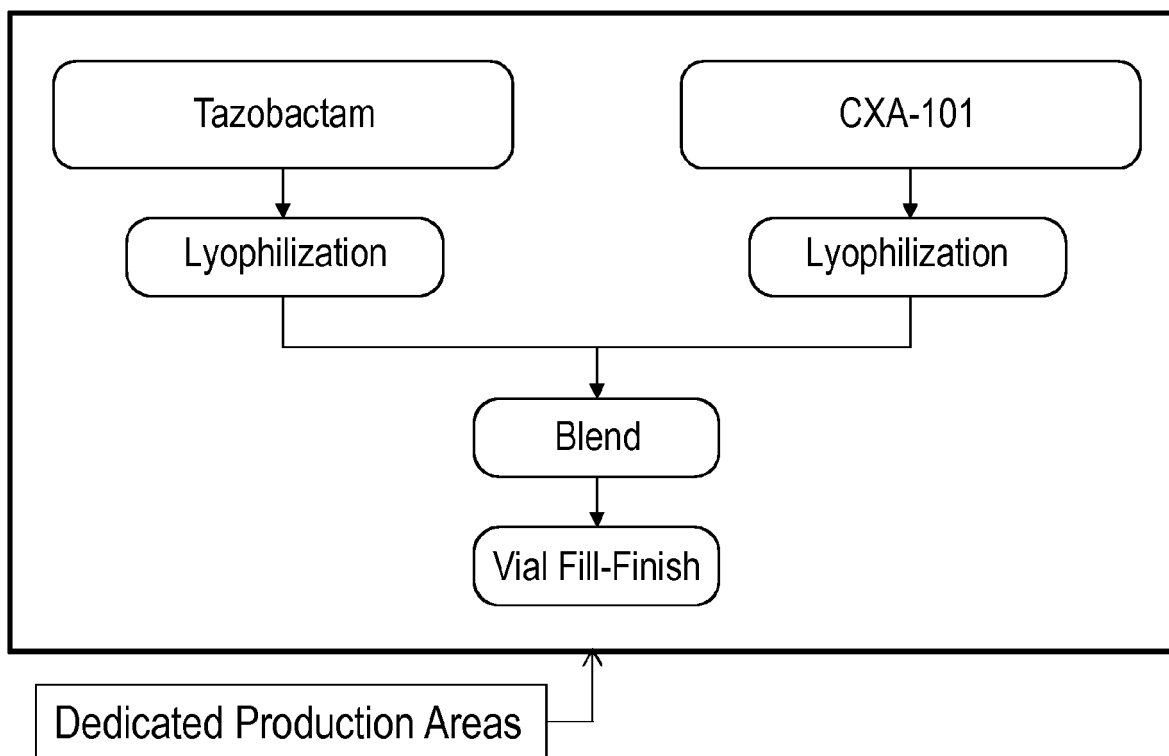 Tazobactam
CXA-101
Lyophilization
Lyophilization
Blend
Vial Fill-Finish
Dedicated Production Areas